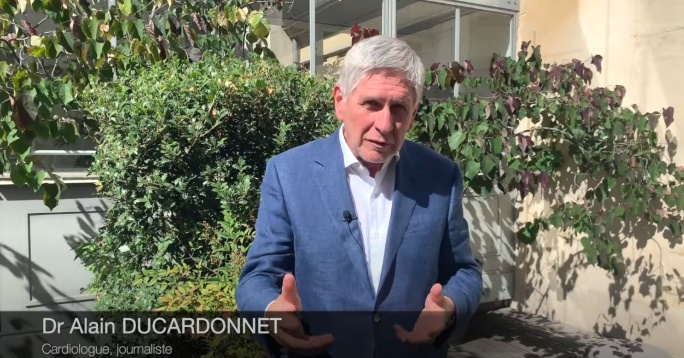 Dr Alain DUCARDONNET
Cardiologue, journaliste